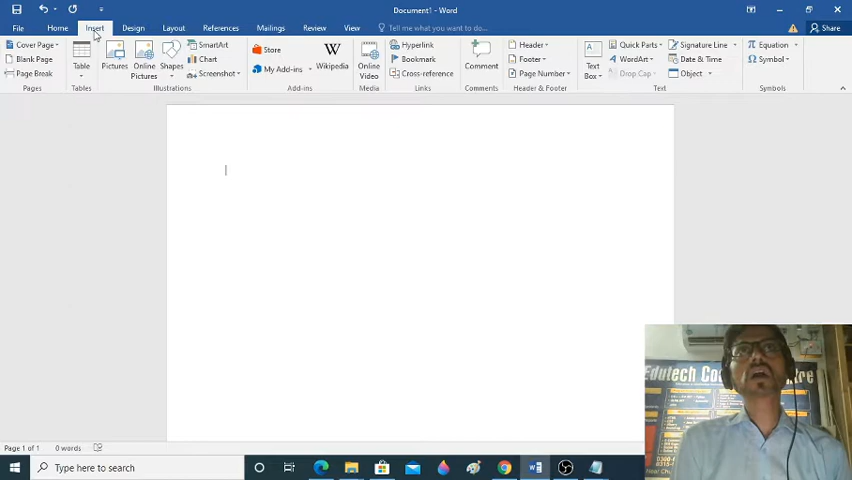 Document1 - Word
File Home Insert Design Layout References Mailings Review View Tell me what you want to do... Share
Cover Page
Blank Page
Page Break
Pages
Table
Tables
Pictures
Online Pictures
Shapes
SmartArt
Chart
Screenshot
Illustrations
Store
My Add-ins
W
Wikipedia
Add-ins
Online Video
Media
Hyperlink
Bookmark
Cross-reference
Links
Comment
Comments
Header
Footer
Page Number
Header & Footer
A
Text Box
Quick Parts
WordArt
Drop Cap
Signature Line
Date & Time
Object
Text
Equation
Symbol
Symbols
Edutech Co
tre
Page 1 of 1 0 words
Type here to search